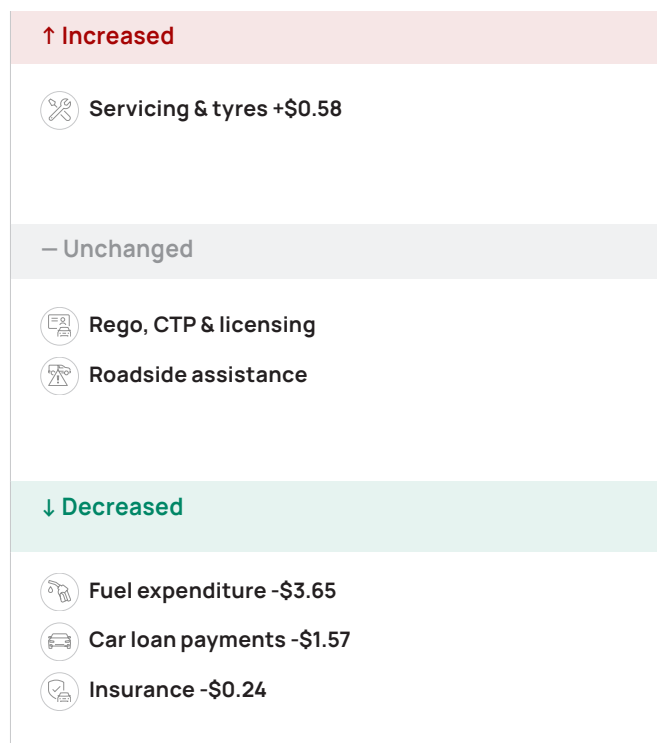 ↑ Increased
Servicing & tyres +$0.58
– Unchanged
Rego, CTP & licensing
Roadside assistance
↓ Decreased
Fuel expenditure -$3.65
Car loan payments -$1.57
Insurance -$0.24